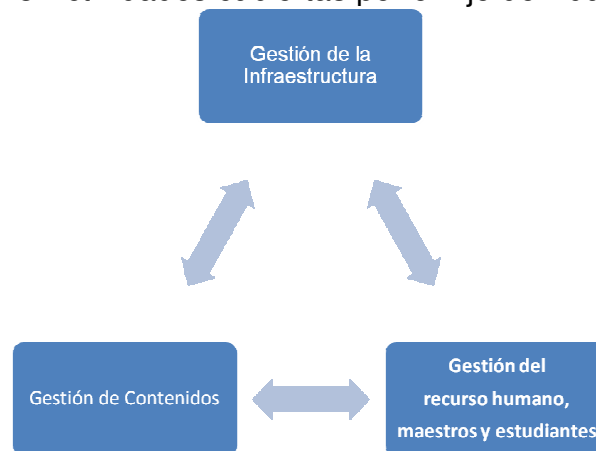 Gestión de la
Infraestructura
Gestión de Contenidos
Gestión del
recurso humano,
maestros y estudiantes